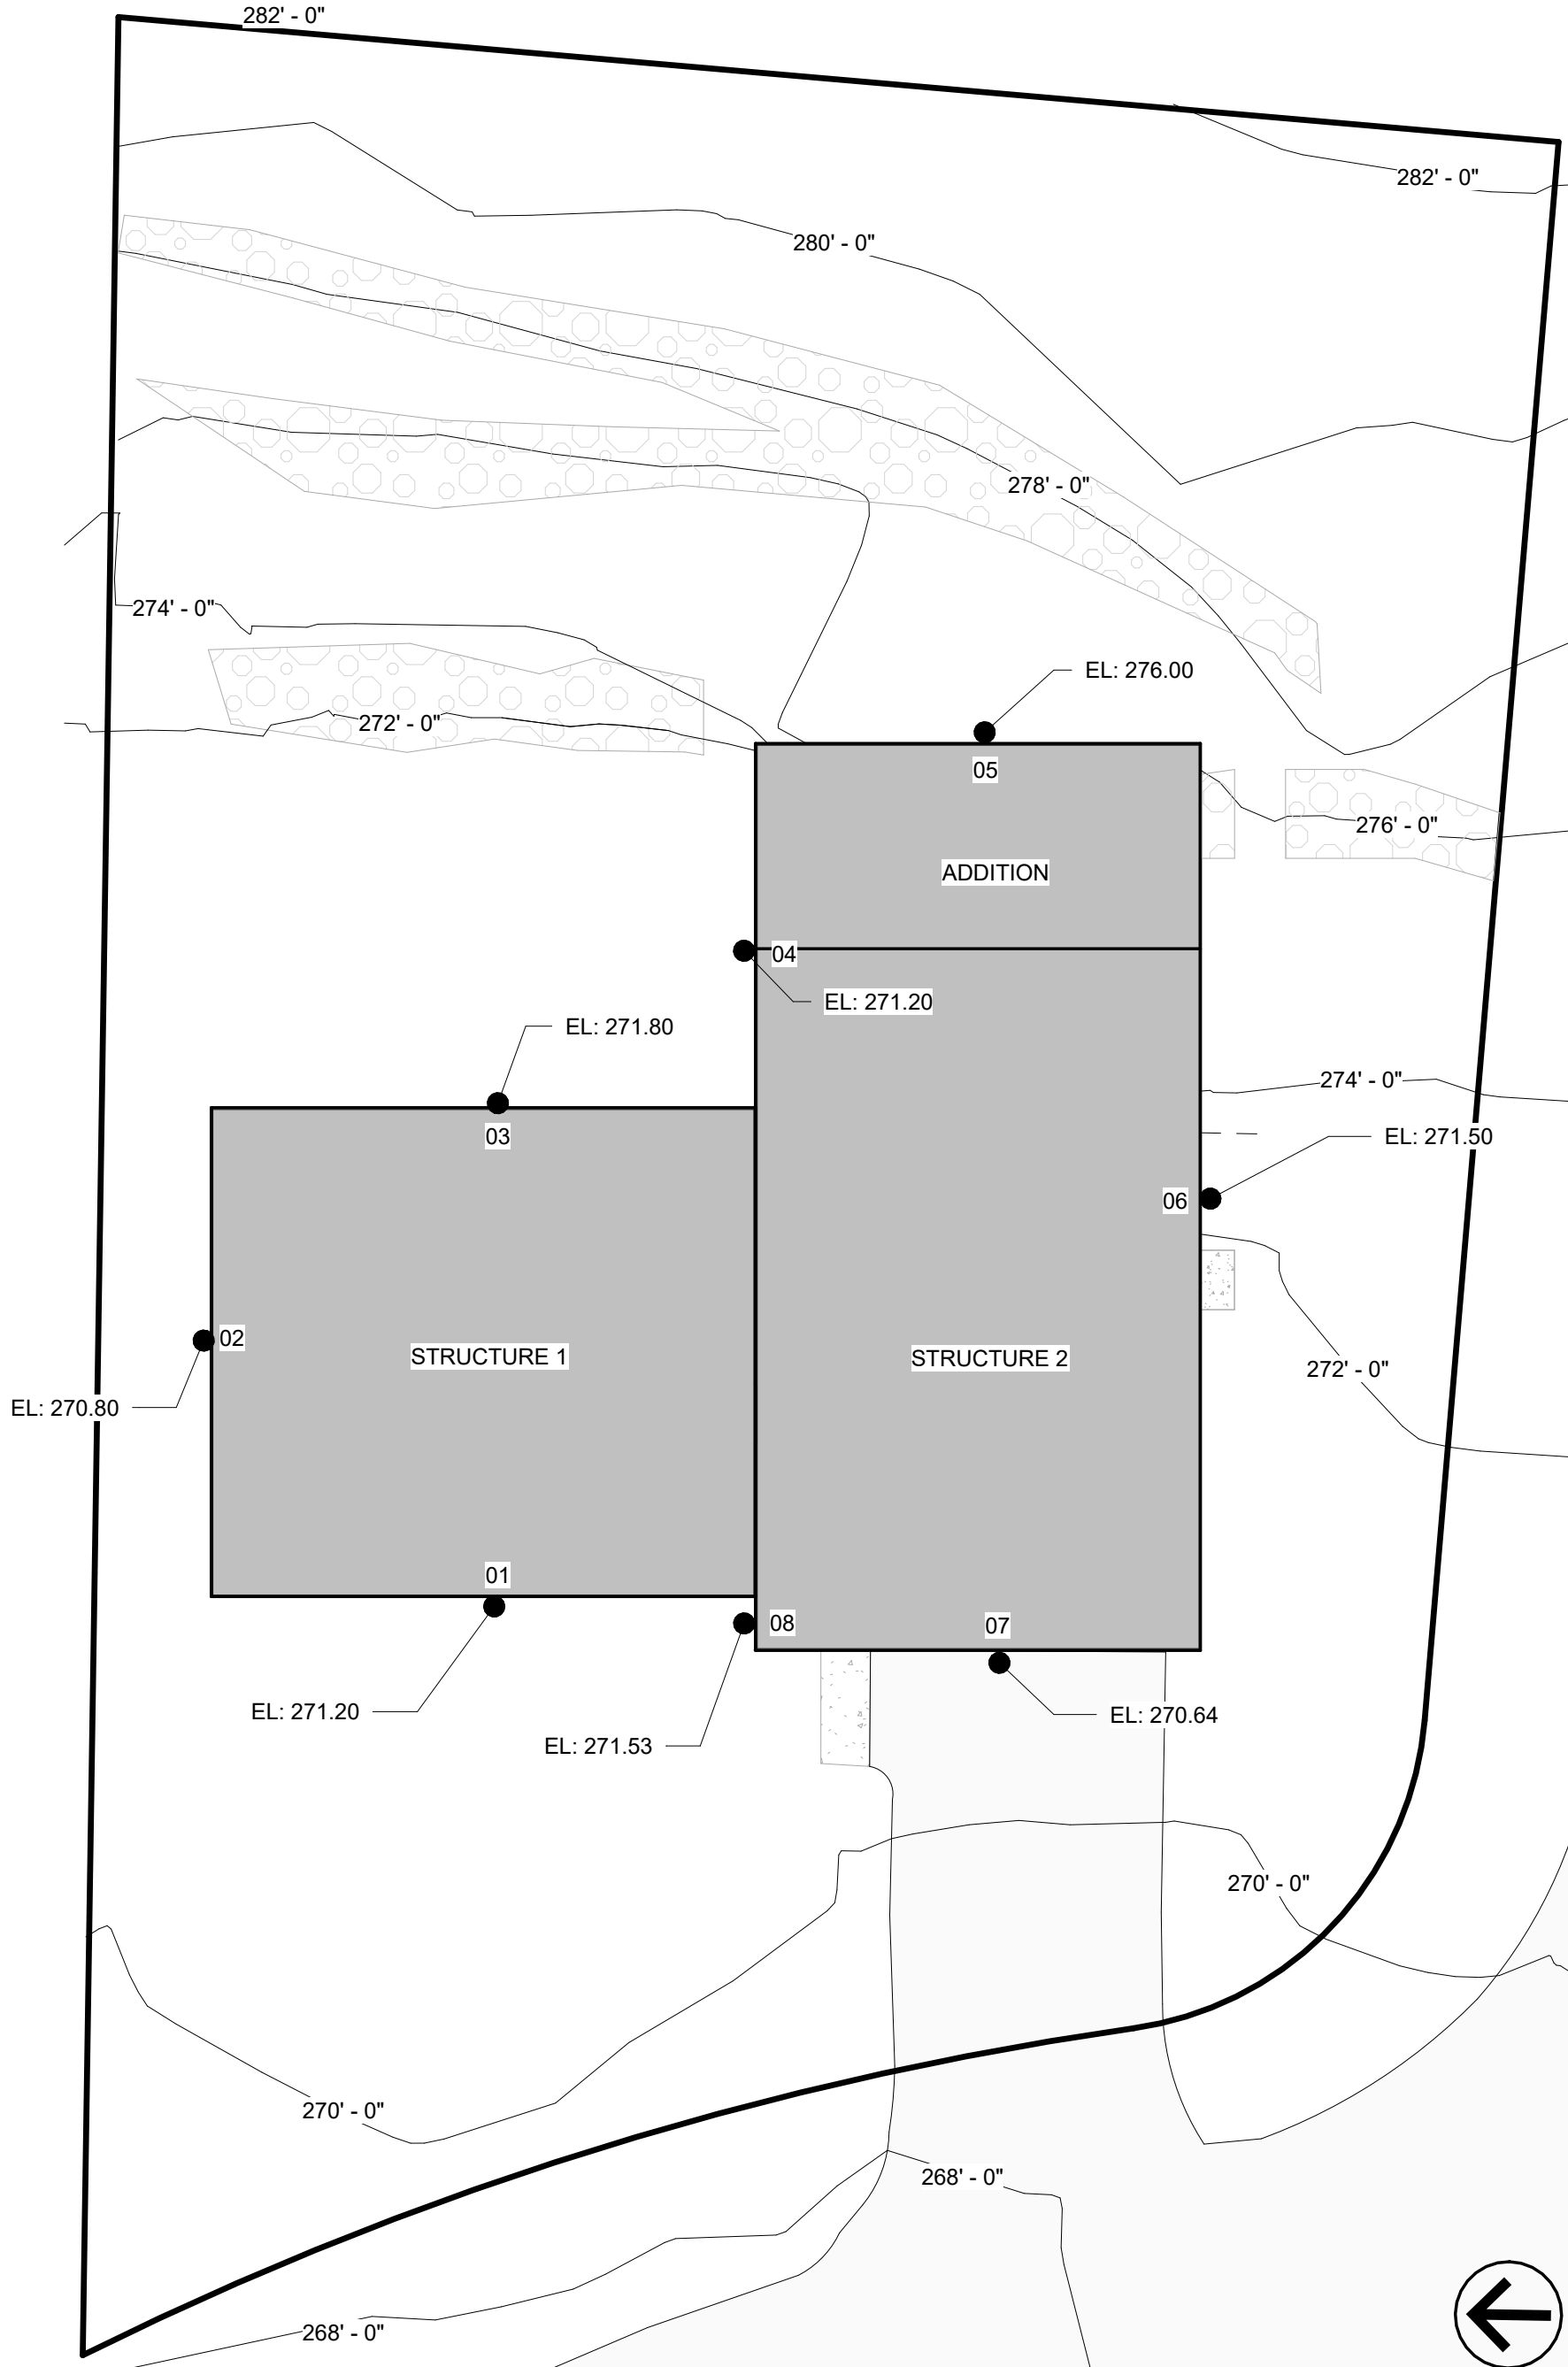 282' - 0"
282' - 0"
280' - 0"
278' - 0"
274' - 0"
EL: 276.00
272' - 0"
05
276' - 0"
ADDITION
04
EL: 271.20
EL: 271.80
274' - 0"
03
EL: 271.50
06
02
STRUCTURE 1
STRUCTURE 2
272' - 0"
EL: 270.80
01
08
07
EL: 271.20
EL: 270.64
EL: 271.53
270' - 0"
270' - 0"
268' - 0"
268' - 0"